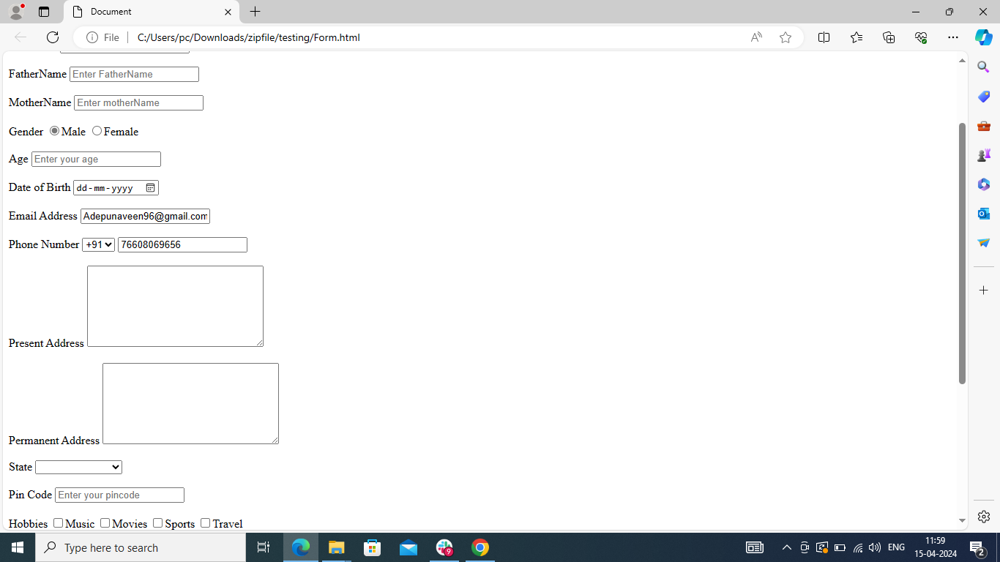 Document
File
C:/Users/pc/Downloads/zipfile/testing/Form.html
FatherName Enter FatherName
MotherName Enter motherName
Gender Male Female
Age Enter your age
Date of Birth dd-mm-yyyy
Email Address Adepunaveen96@gmail.com
Phone Number +91 76608069656
Present Address
Permanent Address
State
Pin Code Enter your pincode
Hobbies Music Movies Sports Travel
Type here to search
9
ENG
11:59
15-04-2024
2